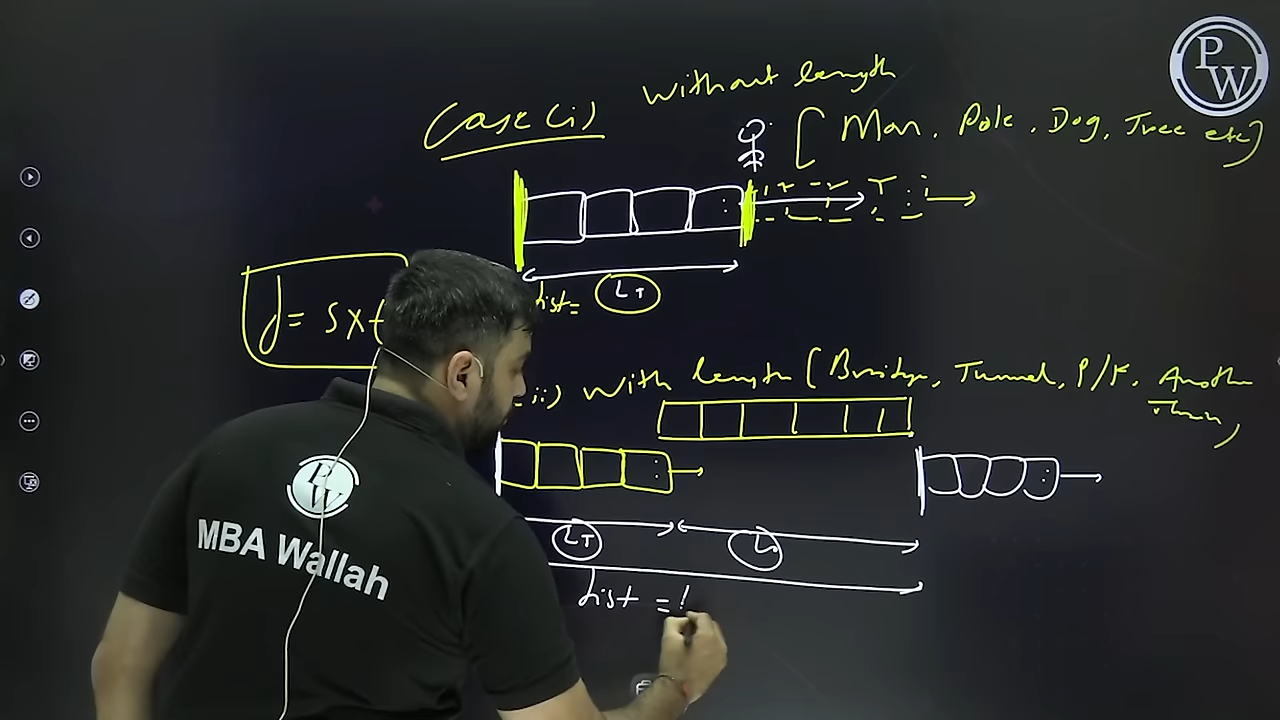 PW
without length
Case (i)
[Man, Pole, Dog, Tree etc]
dist = LT
d = s x t
ii) with length (Bridge, Tunnel, P/F, Another
Train,
LT
dist =
PW
MBA Wallah